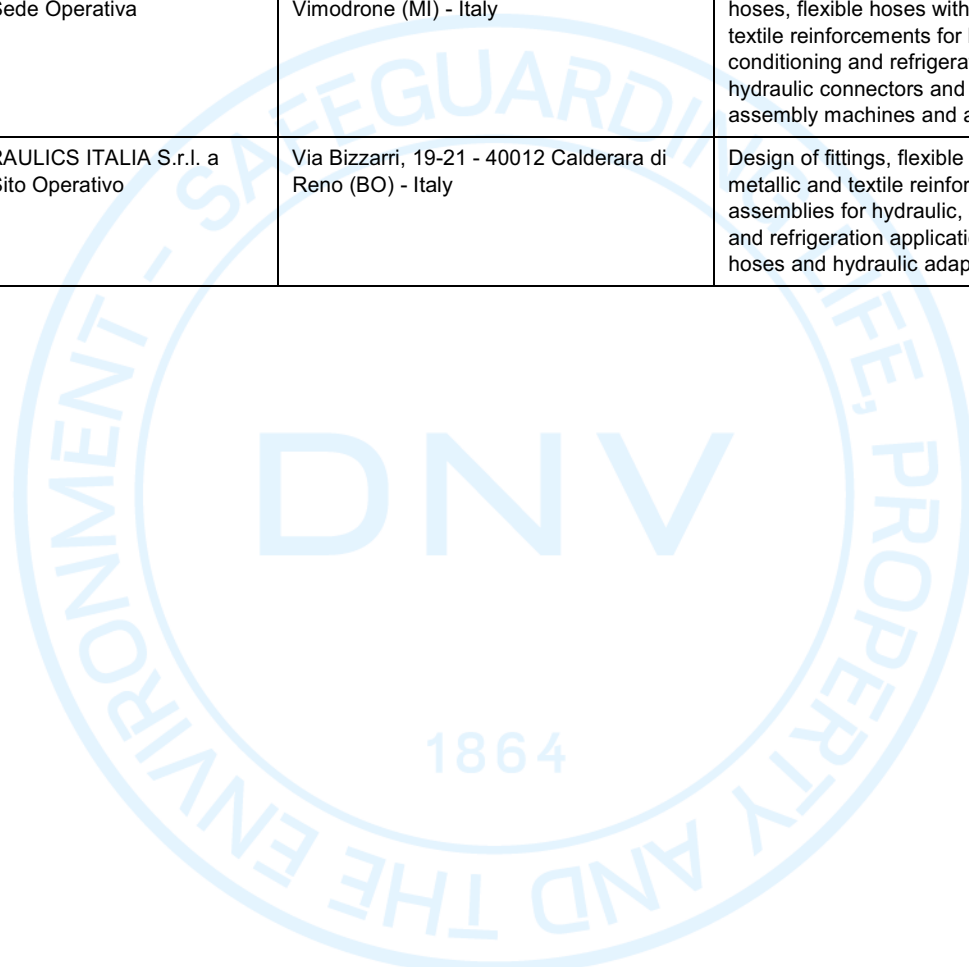 Sede Operativa
Vimodrone (MI) - Italy
hoses, flexible hoses with
textile reinforcements for
conditioning and refrigera
hydraulic connectors and
assembly machines and a
RAULICS ITALIA S.r.l. a
Sito Operativo
Via Bizzarri, 19-21 - 40012 Calderara di
Reno (BO) - Italy
Design of fittings, flexible
metallic and textile reinfor
assemblies for hydraulic,
and refrigeration applicati
hoses and hydraulic adap
SAFEGUARDING LIFE, PROPERTY AND THE ENVIRONMENT -
DNV
1864